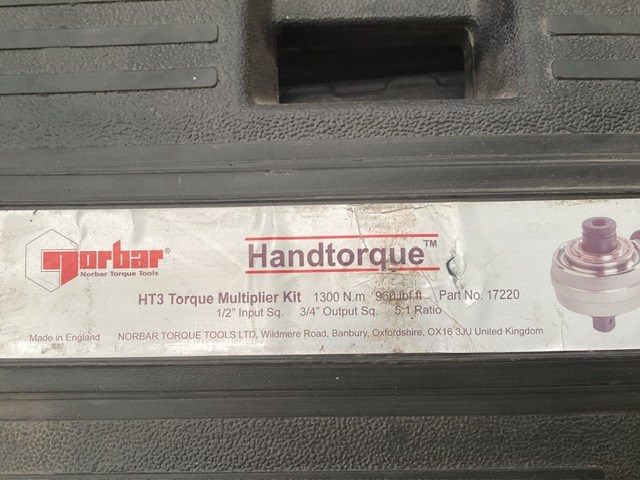 norbar®
Norbar Torque Tools
Handtorque™
HT3 Torque Multiplier Kit 1300 N.m 960 lbf.ft Part No. 17220
1/2" Input Sq. 3/4" Output Sq. 5:1 Ratio
Made in England NORBAR TORQUE TOOLS LTD, Wildmere Road, Banbury, Oxfordshire, OX16 3JU United Kingdom